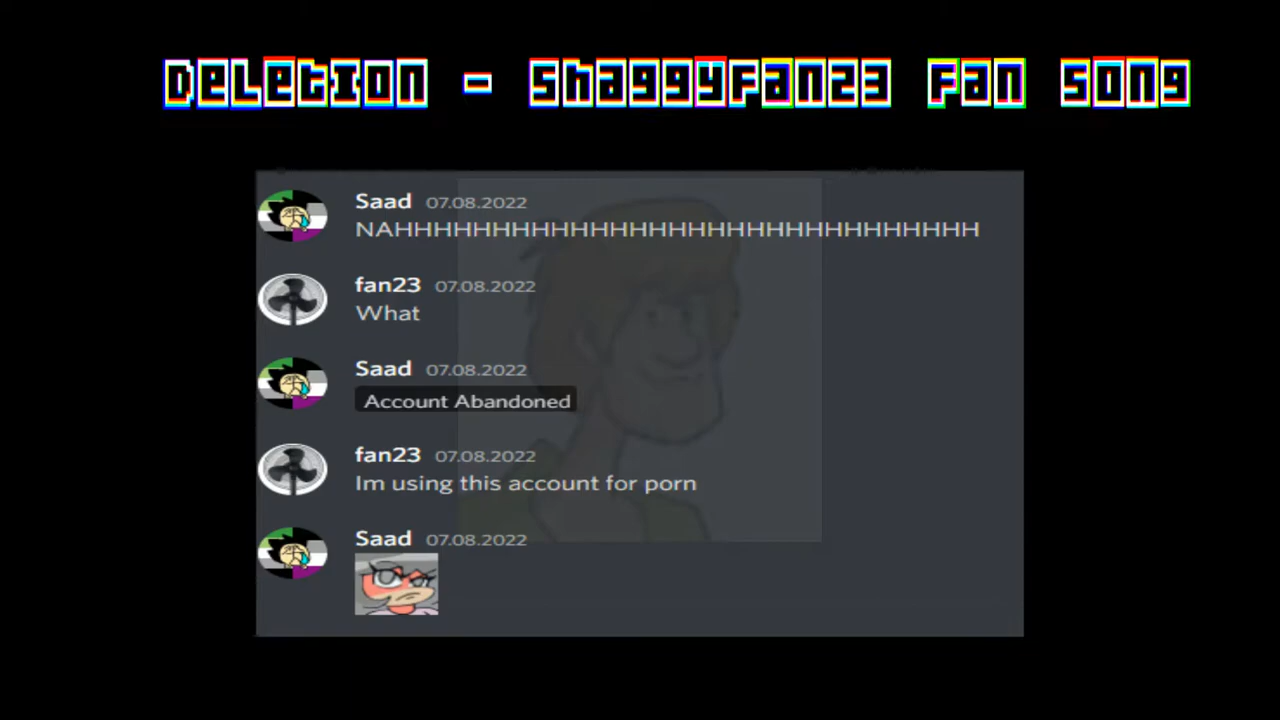 Deletion - Shaggyfan23 Fan Song
Saad 07.08.2022
NAHHHHHHHHHHHHHHHHHHHHHHHHHHHHHH
fan23 07.08.2022
What
Saad 07.08.2022
Account Abandoned
fan23 07.08.2022
Im using this account for porn
Saad 07.08.2022